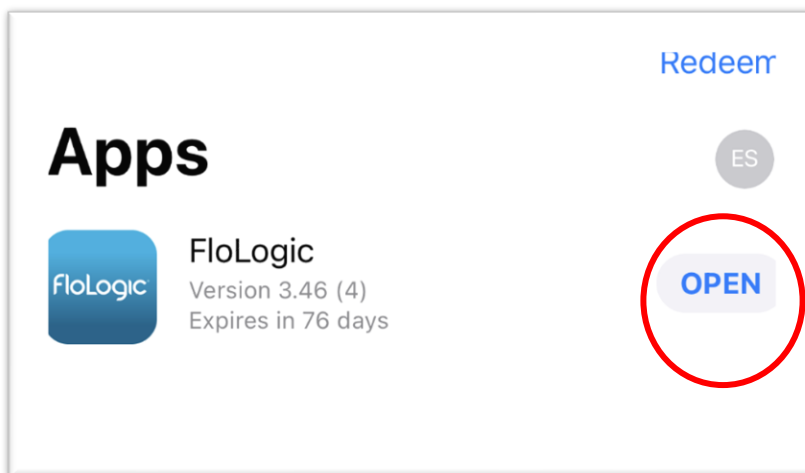 Redeem
Apps
ES
FloLogic
FloLogic
Version 3.46 (4)
Expires in 76 days
OPEN